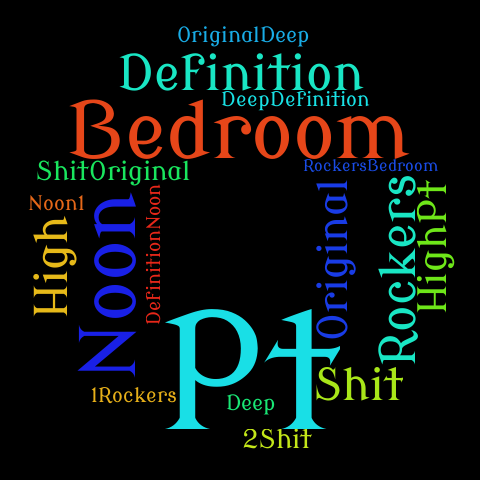 OriginalDeep
Definition
DeepDefinition
Bedroom
RockersBedroom
ShitOriginal
Noon1
High
Noon
DefinitionNoon
Original
Rockers
Highpt
pt
Shit
1Rockers
Deep
2Shit